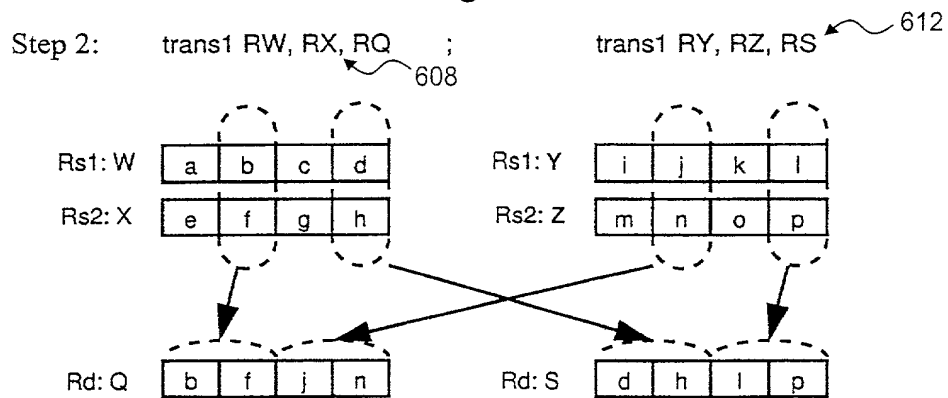 612
Step 2: trans1 RW, RX, RQ ; trans1 RY, RZ, RS
608
Rs1: W a b c d Rs1: Y i j k l
Rs2: X e f g h Rs2: Z m n o p
Rd: Q b f j n Rd: S d h l p